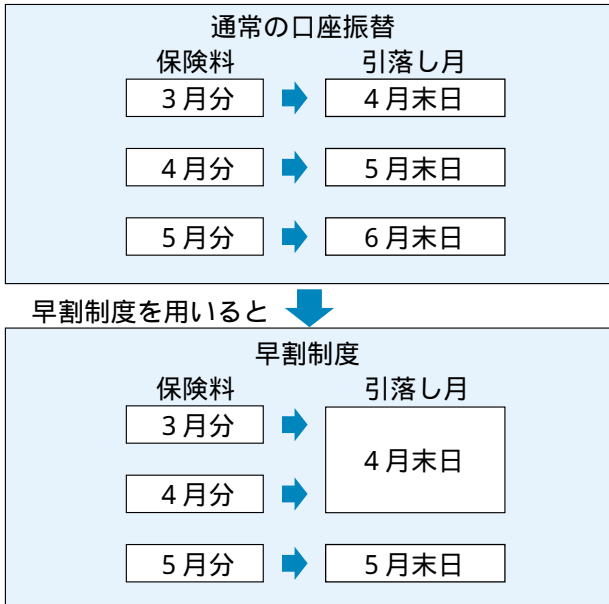 通常の口座振替
保険料 引落し月
3月分 4月末日
4月分 5月末日
5月分 6月末日
早割制度を用いると
早割制度
保険料 引落し月
3月分
4月末日
4月分
5月分 5月末日